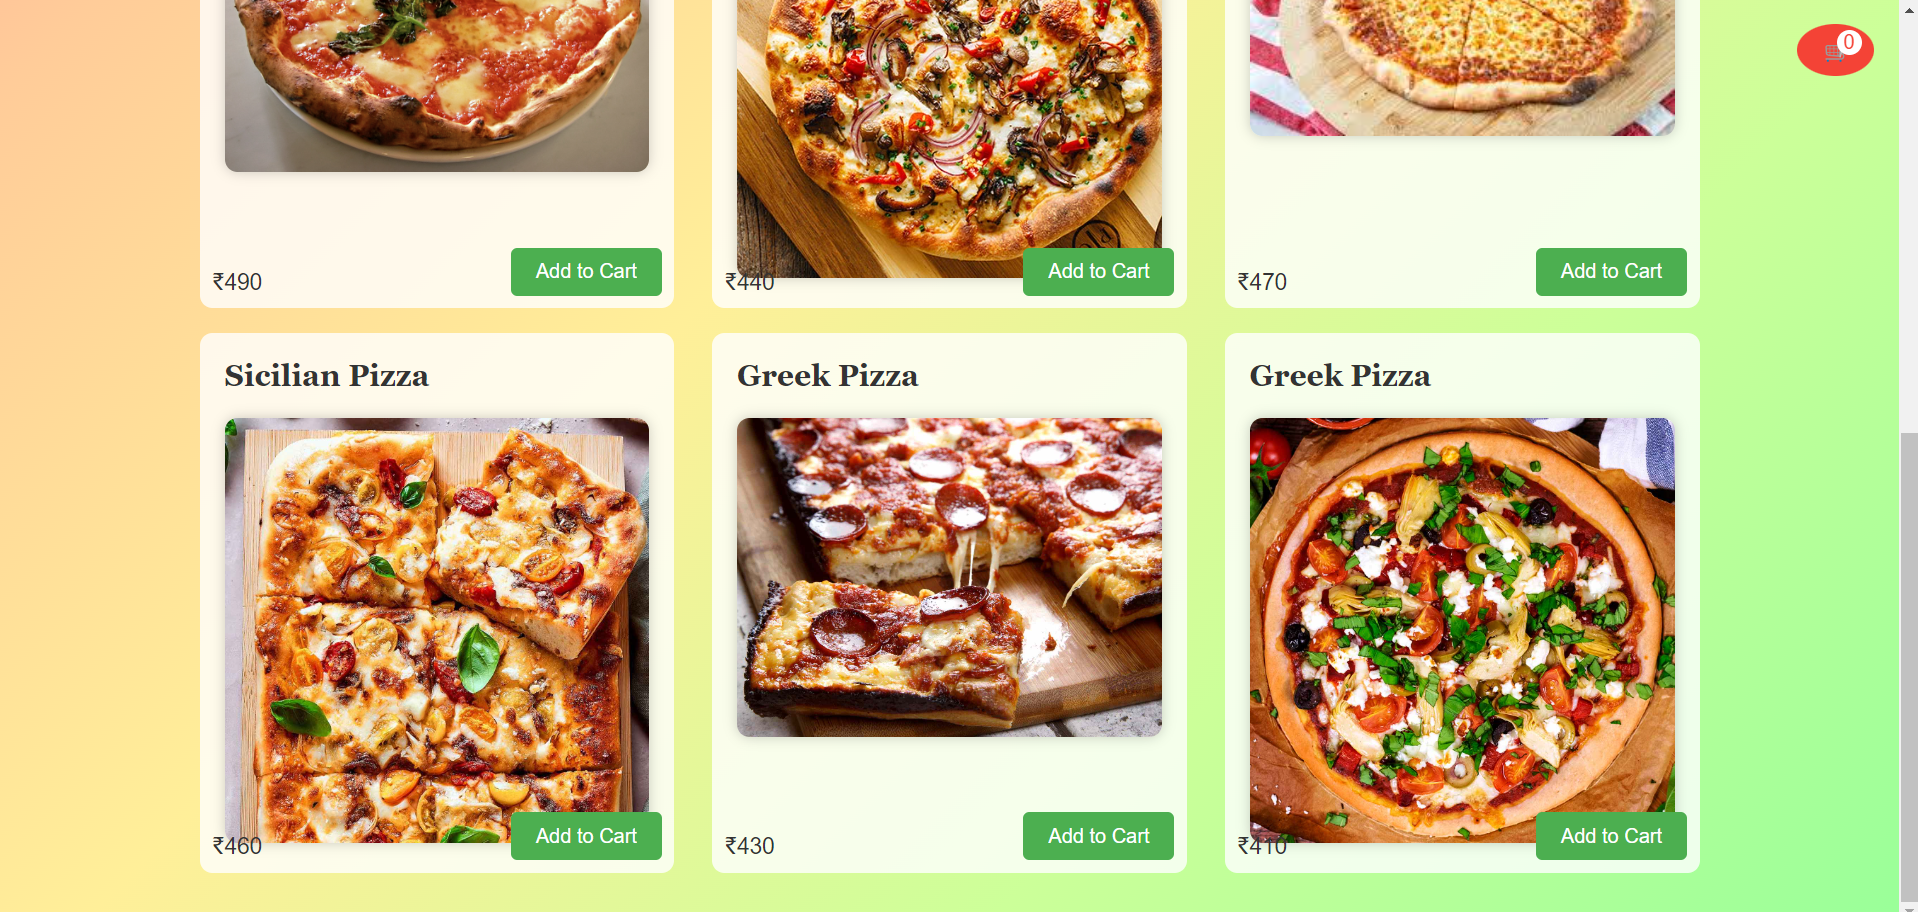 0
₹490
Add to Cart
₹440
Add to Cart
₹470
Add to Cart
Sicilian Pizza
Greek Pizza
Greek Pizza
₹460
Add to Cart
₹430
Add to Cart
₹410
Add to Cart